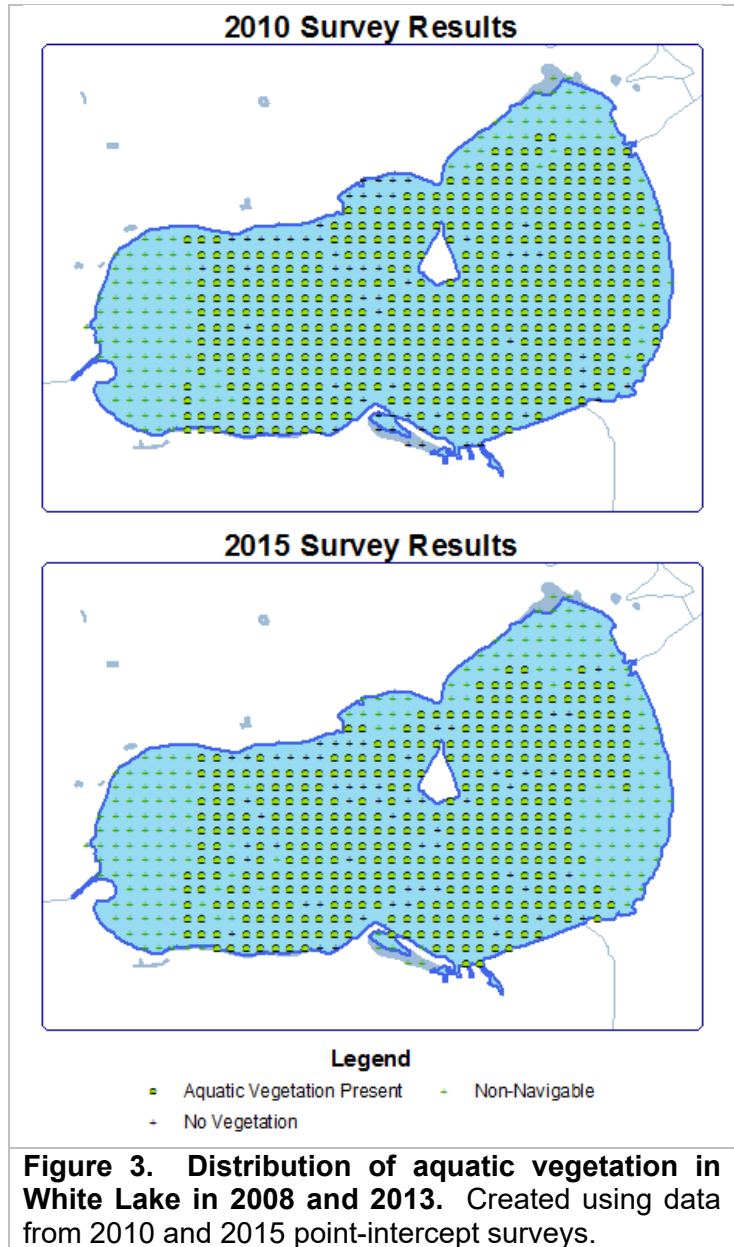 2010 Survey Results
2015 Survey Results
Legend
Aquatic Vegetation Present
Non-Navigable
No Vegetation
Figure 3. Distribution of aquatic vegetation in
White Lake in 2008 and 2013. Created using data
from 2010 and 2015 point-intercept surveys.